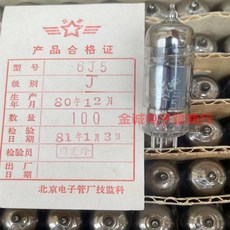 产品合格证
型号 6J5
级别 J
生产年月 80年12月
数量 100
检验日期 81年1月3日
检验员
出厂日期
北京电子管厂技监科